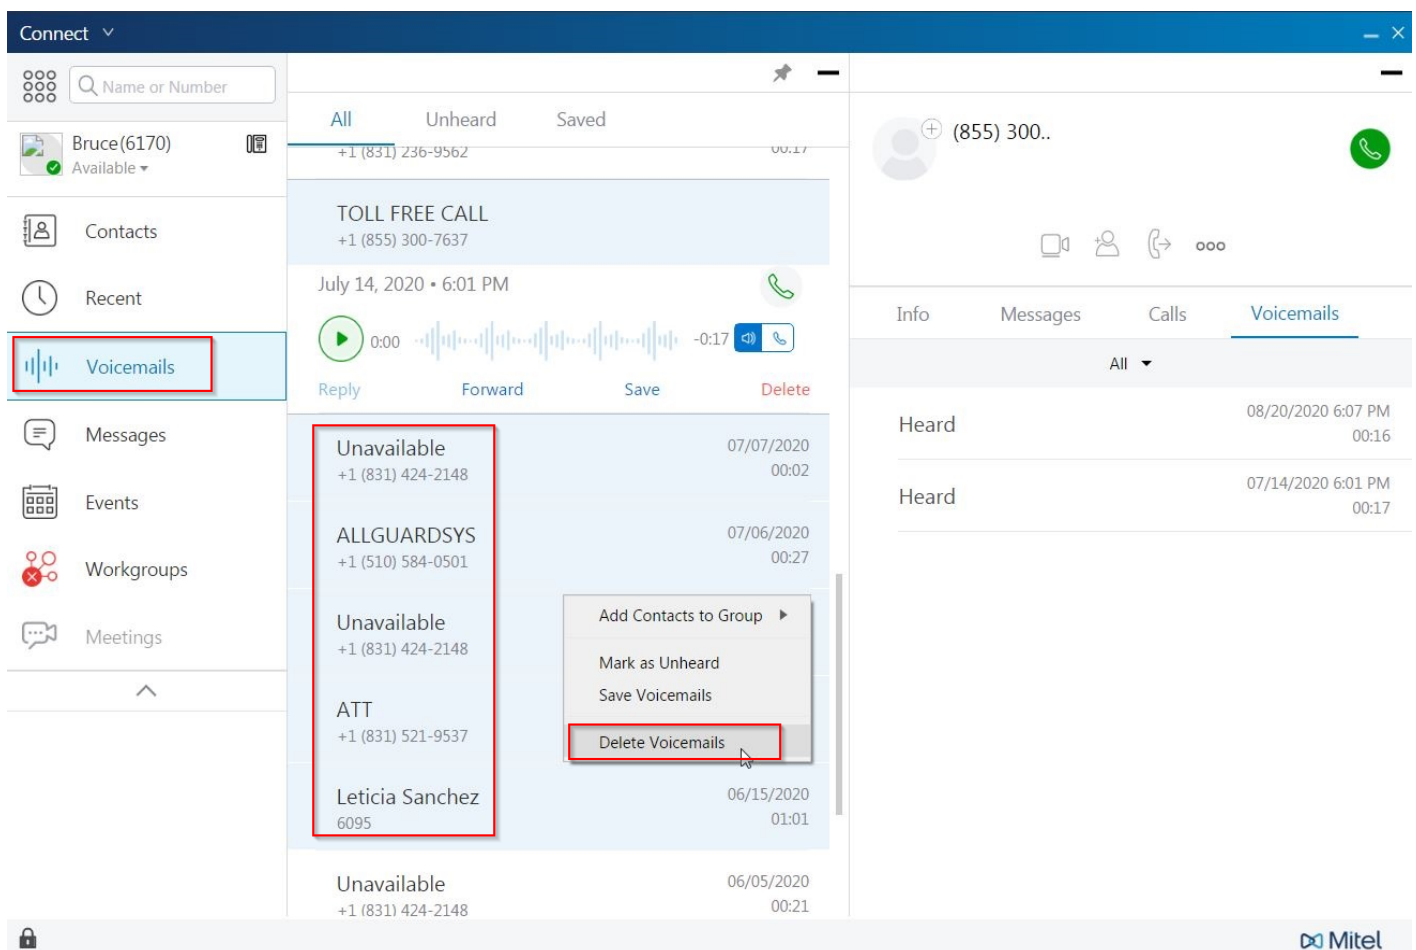 Connect
Name or Number
Bruce(6170)
Available
Contacts
Recent
Voicemails
Messages
Events
Workgroups
Meetings
All Unheard Saved
+1 (831) 236-9562 00:17
TOLL FREE CALL
+1 (855) 300-7637
July 14, 2020 • 6:01 PM
0:00 -0:17
Reply Forward Save Delete
Unavailable 07/07/2020
+1 (831) 424-2148 00:02
ALLGUARDSYS 07/06/2020
+1 (510) 584-0501 00:27
Unavailable
+1 (831) 424-2148
ATT
+1 (831) 521-9537
Leticia Sanchez 06/15/2020
6095 01:01
Unavailable 06/05/2020
+1 (831) 424-2148 00:21
Add Contacts to Group
Mark as Unheard
Save Voicemails
Delete Voicemails
(855) 300..
Info Messages Calls Voicemails
All
Heard 08/20/2020 6:07 PM
00:16
Heard 07/14/2020 6:01 PM
00:17
Mitel